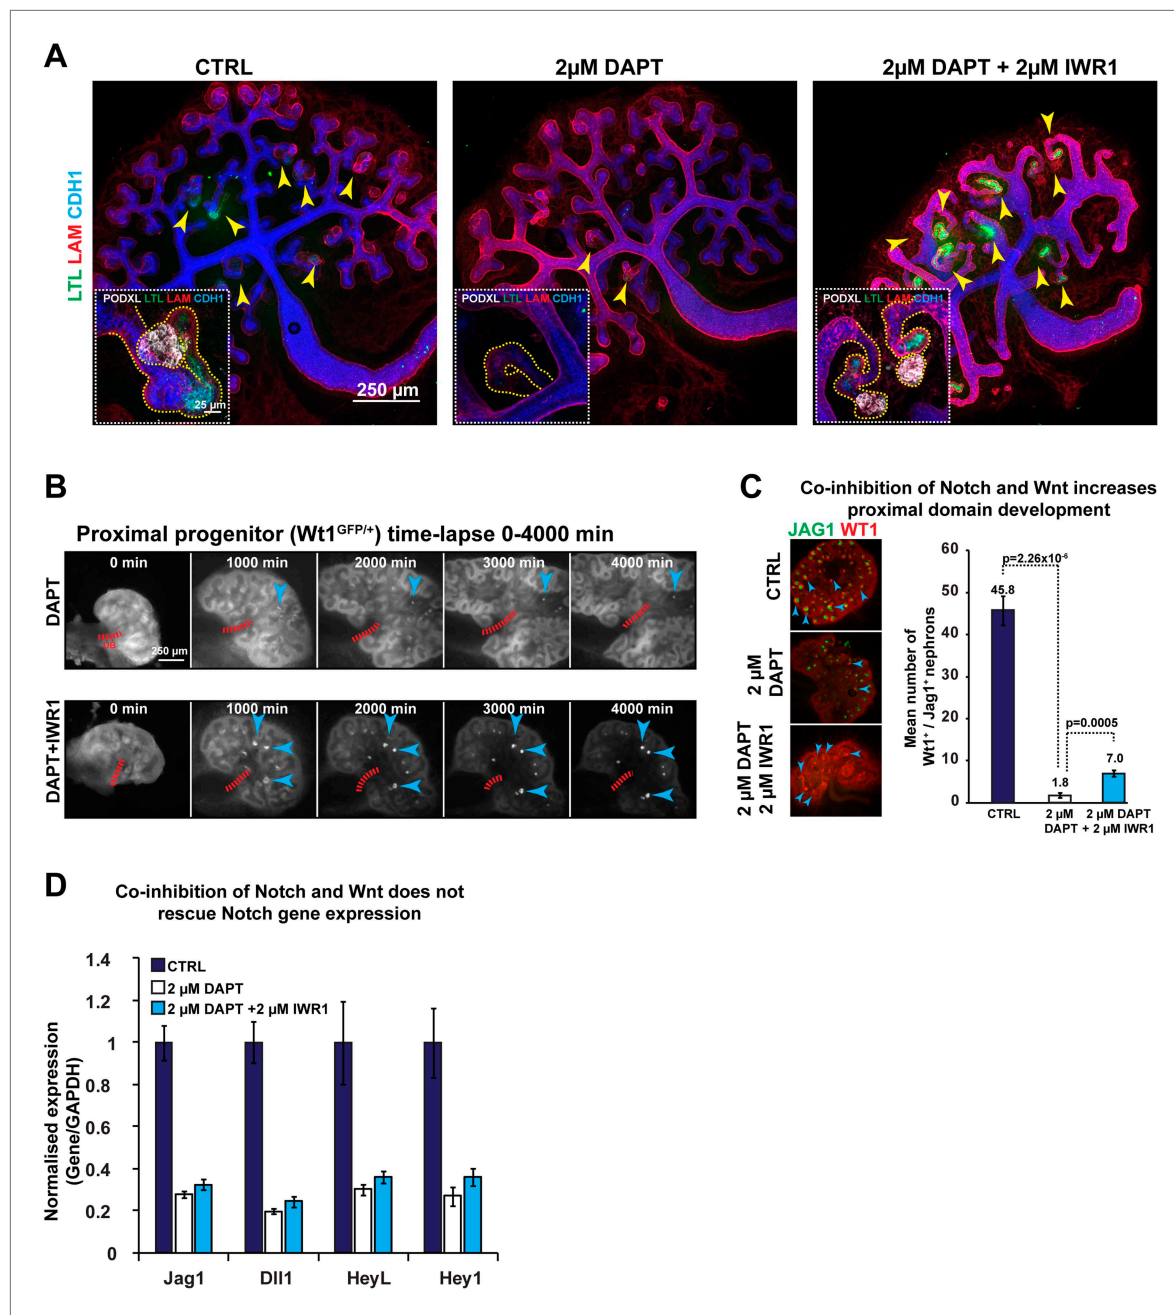 A
CTRL
2µM DAPT
2µM DAPT + 2µM IWR1
LTL LAM CDH1
PODXL LTL LAM CDH1
25 µm
250 µm
PODXL LTL LAM CDH1
PODXL LTL LAM CDH1
B
Proximal progenitor (Wt1GFP/+) time-lapse 0-4000 min
DAPT
0 min
1000 min
2000 min
3000 min
4000 min
UB
250 µm
DAPT+IWR1
0 min
1000 min
2000 min
3000 min
4000 min
C
Co-inhibition of Notch and Wnt increases
proximal domain development
JAG1 WT1
CTRL
2 µM
DAPT
2 µM DAPT
2 µM IWR1
Mean number of
Wt1+ / Jag1+ nephrons
60
50
40
30
20
10
0
p=2.26x10-6
45.8
p=0.0005
1.8
7.0
CTRL
2 µM
DAPT
2 µM DAPT
+ 2 µM IWR1
D
Co-inhibition of Notch and Wnt does not
rescue Notch gene expression
Normalised expression
(Gene/GAPDH)
1.4
1.2
1
0.8
0.6
0.4
0.2
0
CTRL
2 µM DAPT
2 µM DAPT +2 µM IWR1
Jag1
Dll1
HeyL
Hey1